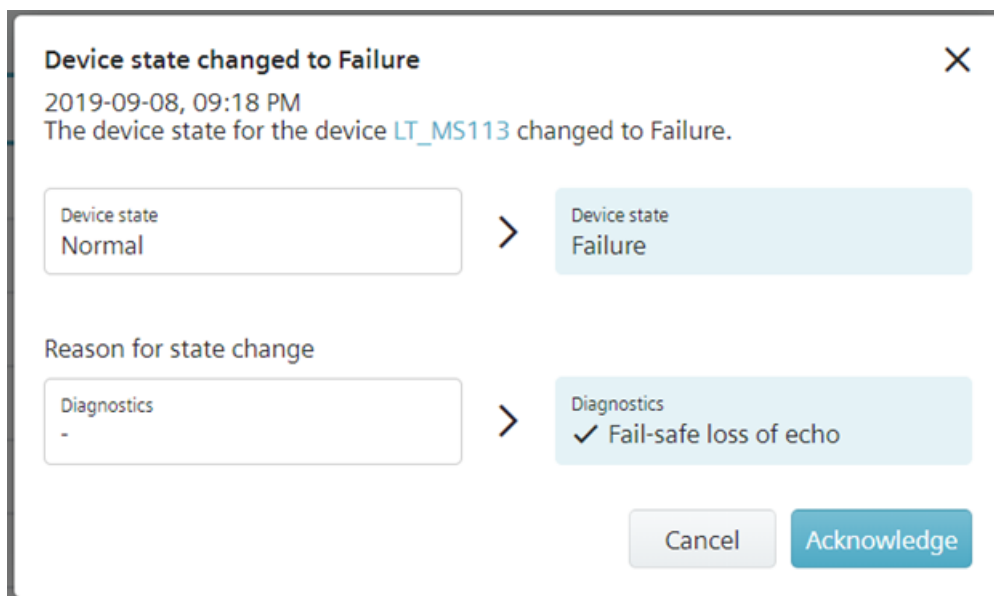 Device state changed to Failure
2019-09-08, 09:18 PM
The device state for the device LT_MS113 changed to Failure.
Device state
Normal
Device state
Failure
Reason for state change
Diagnostics
-
Diagnostics
✓ Fail-safe loss of echo
Cancel
Acknowledge